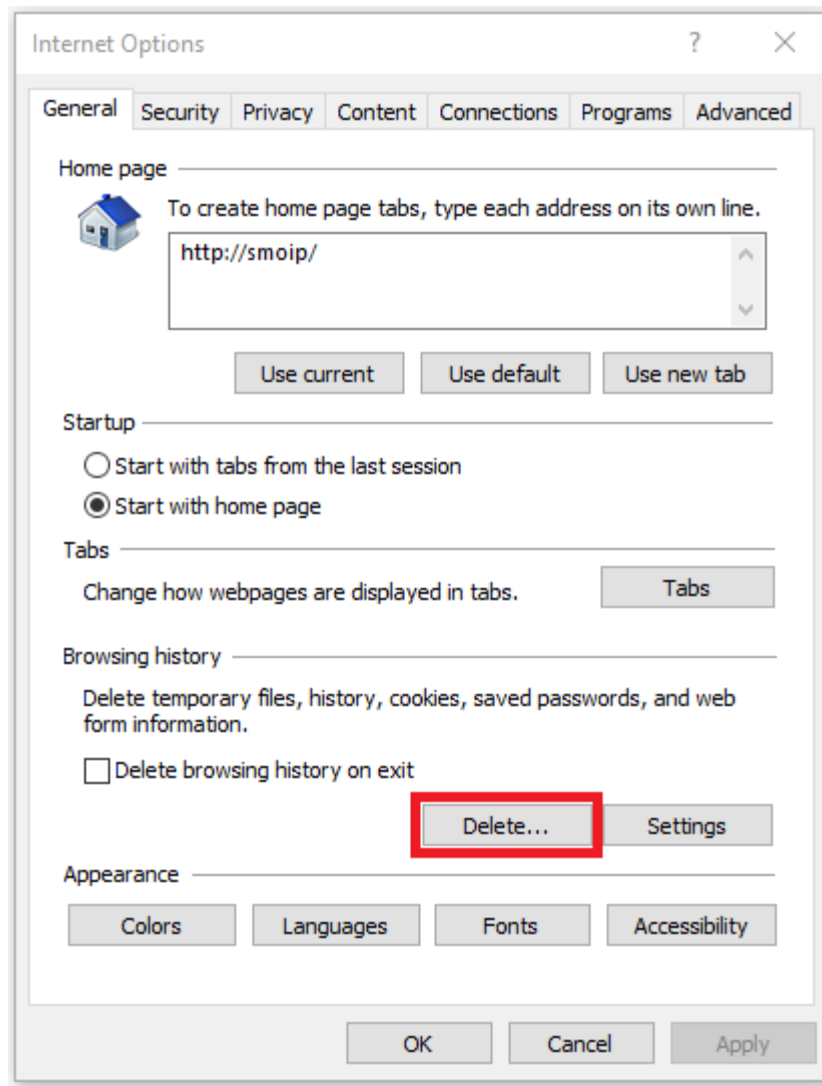 Internet Options
?
General Security Privacy Content Connections Programs Advanced
Home page
To create home page tabs, type each address on its own line.
http://smoip/
Use current Use default Use new tab
Startup
Start with tabs from the last session
Start with home page
Tabs
Change how webpages are displayed in tabs. Tabs
Browsing history
Delete temporary files, history, cookies, saved passwords, and web
form information.
Delete browsing history on exit
Delete... Settings
Appearance
Colors Languages Fonts Accessibility
OK Cancel Apply